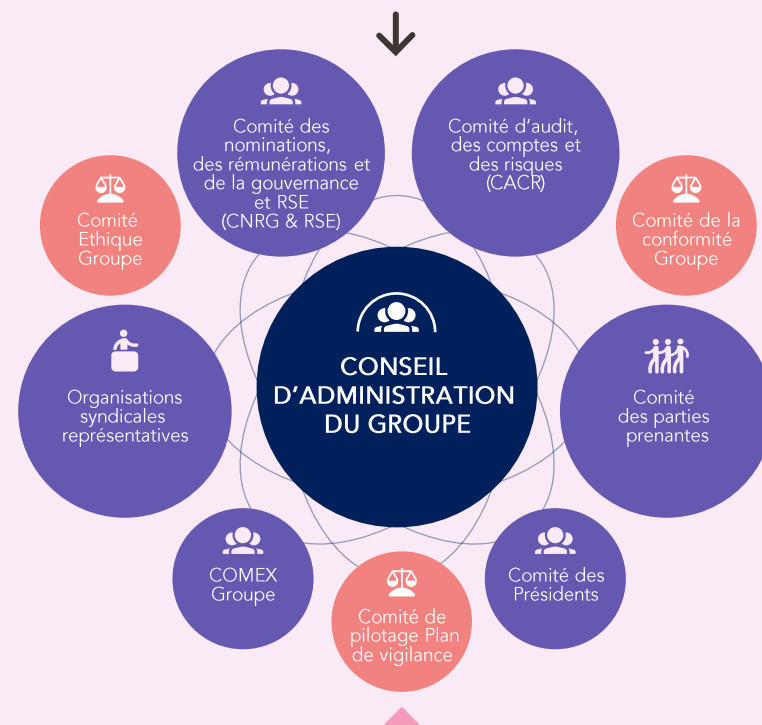 Comité des
nominations,
des rémunérations et
de la gouvernance
et RSE
(CNRG & RSE)
Comité d’audit,
des comptes et
des risques
(CACR)
Comité
Ethique
Groupe
Comité de la
conformité
Groupe
CONSEIL
D’ADMINISTRATION
DU GROUPE
Organisations
syndicales
représentatives
Comité
des parties
prenantes
COMEX
Groupe
Comité des
Présidents
Comité de
pilotage Plan
de vigilance